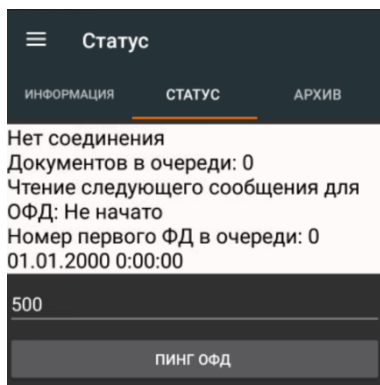 Статус
ИНФОРМАЦИЯ СТАТУС АРХИВ
Нет соединения
Документов в очереди: 0
Чтение следующего сообщения для
ОФД: Не начато
Номер первого ФД в очереди: 0
01.01.2000 0:00:00
500
ПИНГ ОФД